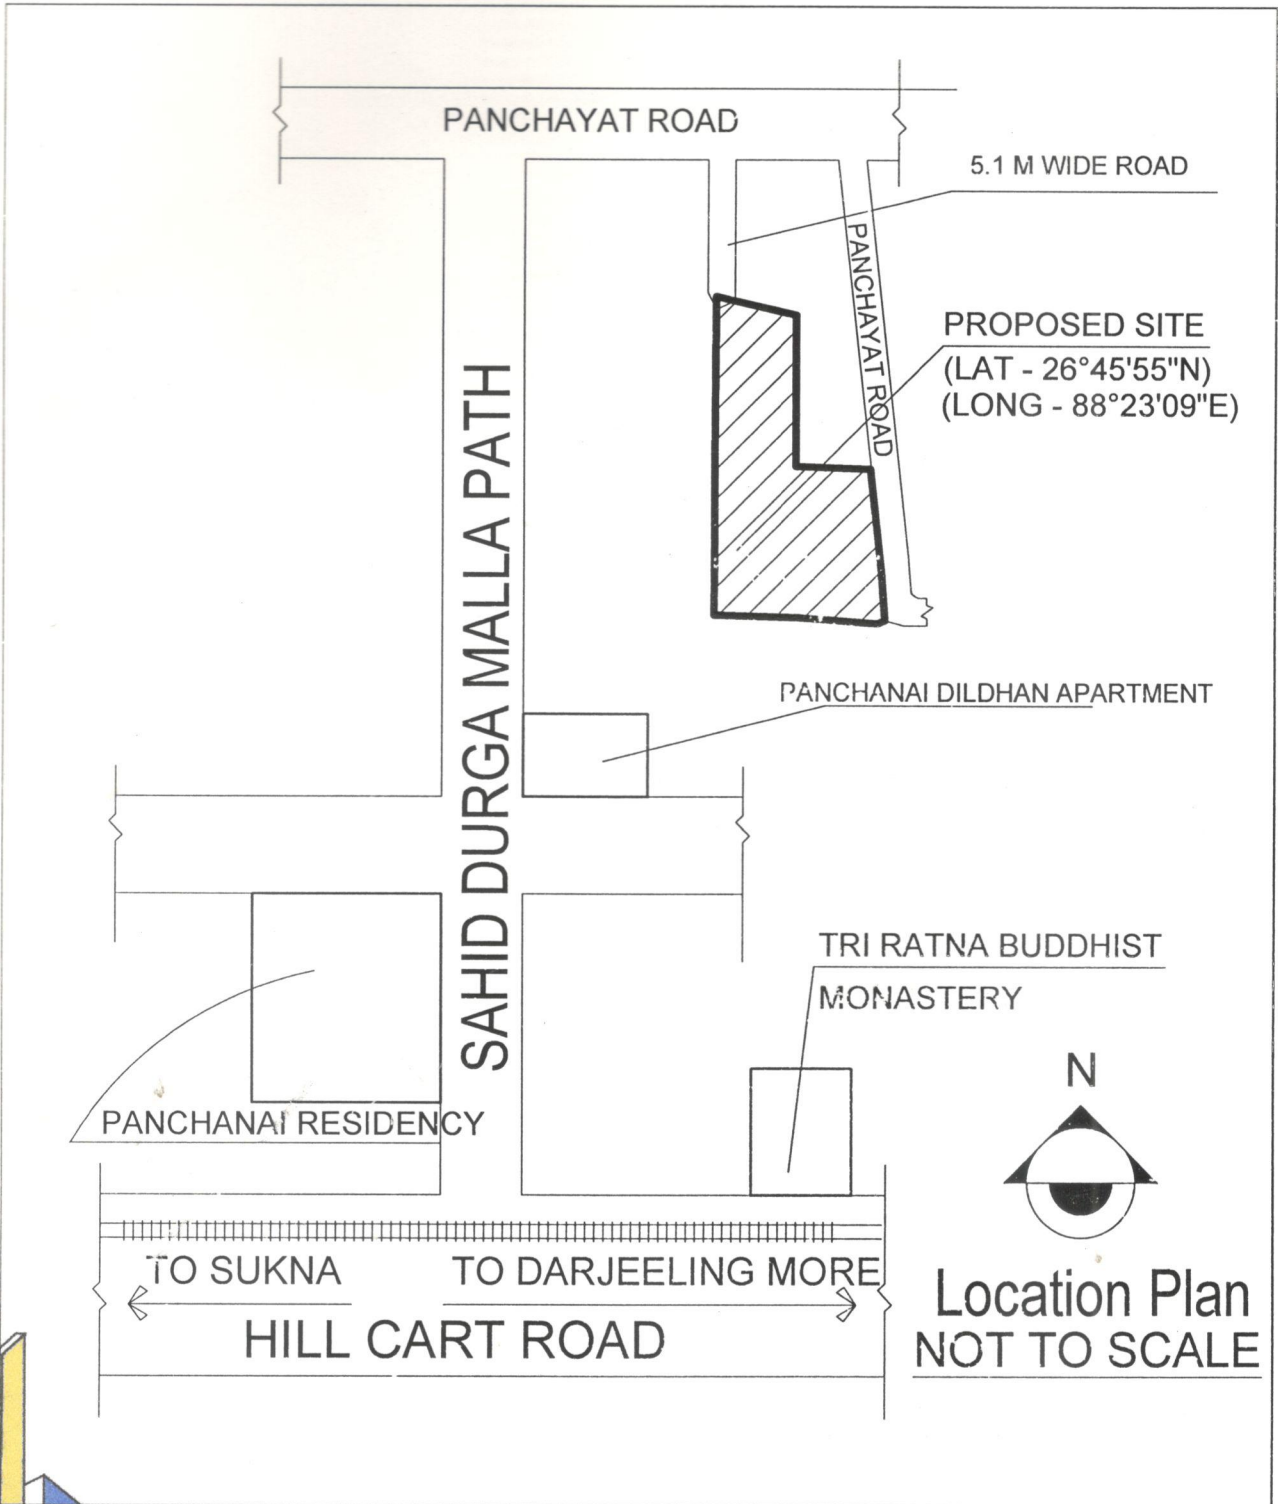 PANCHAYAT ROAD
5.1 M WIDE ROAD
PANCHAYAT ROAD
PROPOSED SITE
(LAT - 26°45'55"N)
(LONG - 88°23'09"E)
SAHID DURGA MALLA PATH
PANCHANAI DILDHAN APARTMENT
TRI RATNA BUDDHIST
MONASTERY
N
PANCHANAI RESIDENCY
TO SUKNA
TO DARJEELING MORE
HILL CART ROAD
Location Plan
NOT TO SCALE